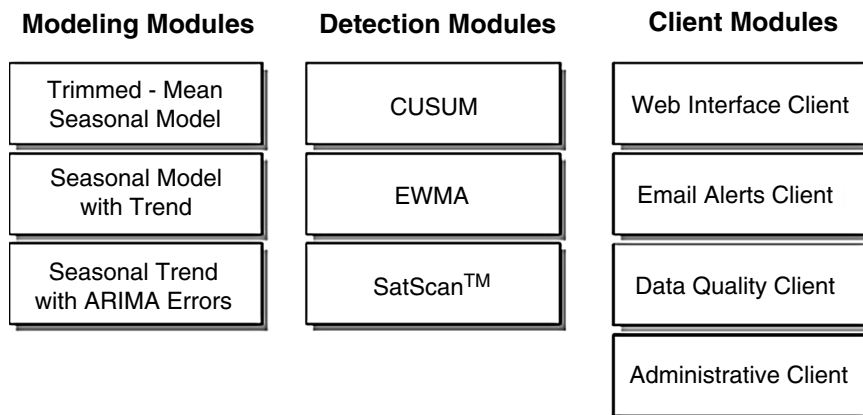 Modeling Modules
Trimmed - Mean
Seasonal Model
Seasonal Model
with Trend
Seasonal Trend
with ARIMA Errors
Detection Modules
CUSUM
EWMA
SatScan™
Client Modules
Web Interface Client
Email Alerts Client
Data Quality Client
Administrative Client